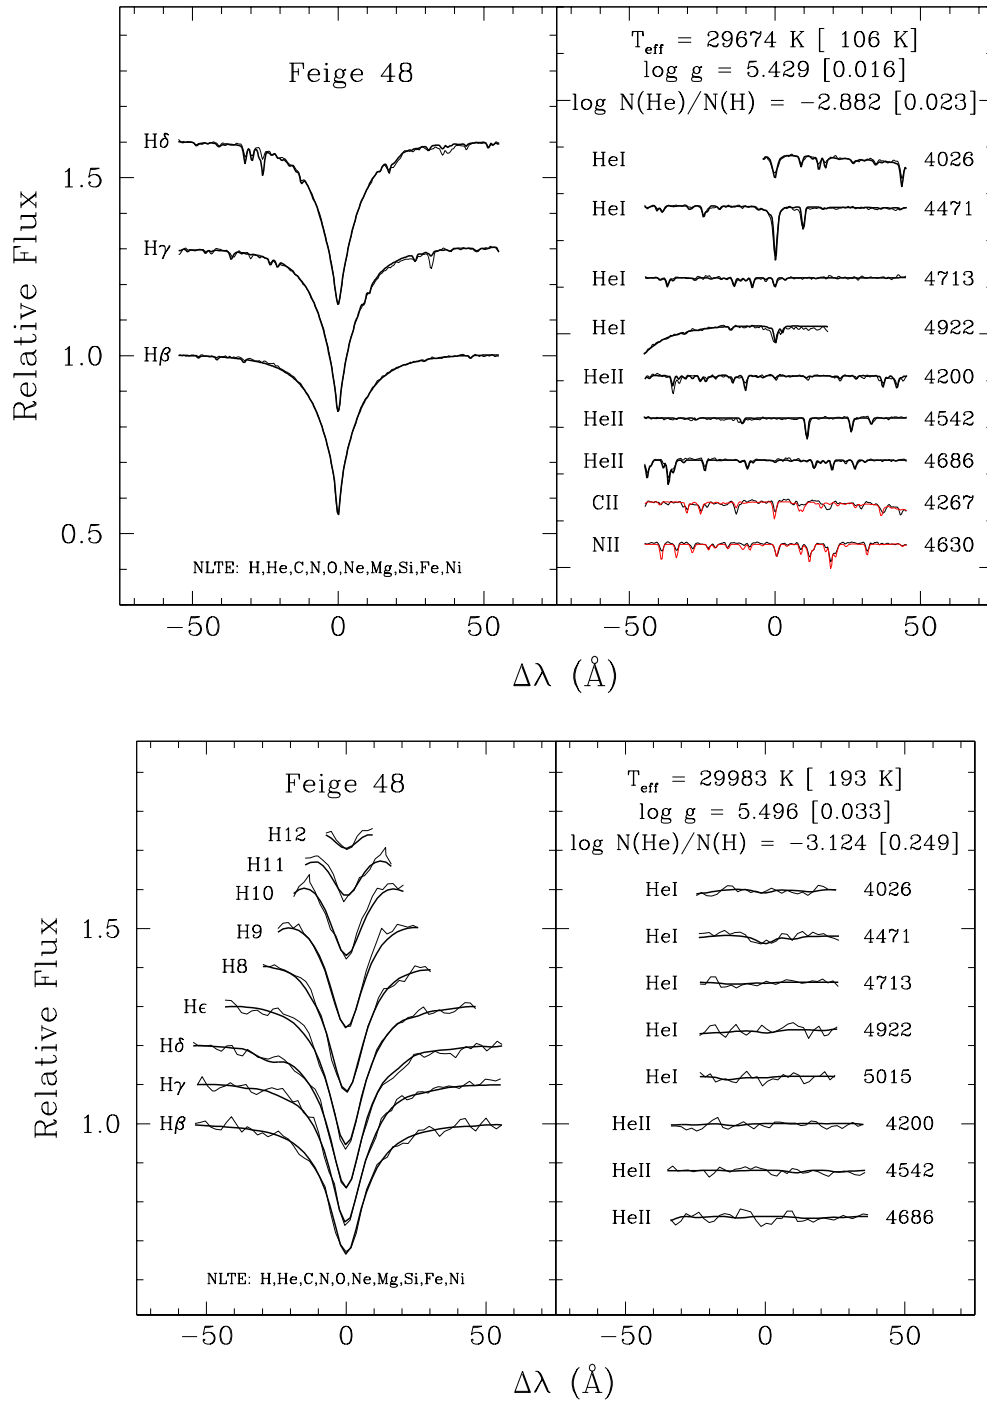 Feige 48
T_eff = 29674 K [ 106 K]
log g = 5.429 [0.016]
log N(He)/N(H) = −2.882 [0.023]
Relative Flux
1.5
1.0
0.5
Hδ
Hγ
Hβ
NLTE: H,He,C,N,O,Ne,Mg,Si,Fe,Ni
HeI 4026
HeI 4471
HeI 4713
HeI 4922
HeII 4200
HeII 4542
HeII 4686
CII 4267
NII 4630
−50 0 50 −50 0 50
Δλ (Å)
Feige 48
T_eff = 29983 K [ 193 K]
log g = 5.496 [0.033]
log N(He)/N(H) = −3.124 [0.249]
Relative Flux
1.5
1.0
H12
H11
H10
H9
H8
Hϵ
Hδ
Hγ
Hβ
NLTE: H,He,C,N,O,Ne,Mg,Si,Fe,Ni
HeI 4026
HeI 4471
HeI 4713
HeI 4922
HeI 5015
HeII 4200
HeII 4542
HeII 4686
−50 0 50 −50 0 50
Δλ (Å)